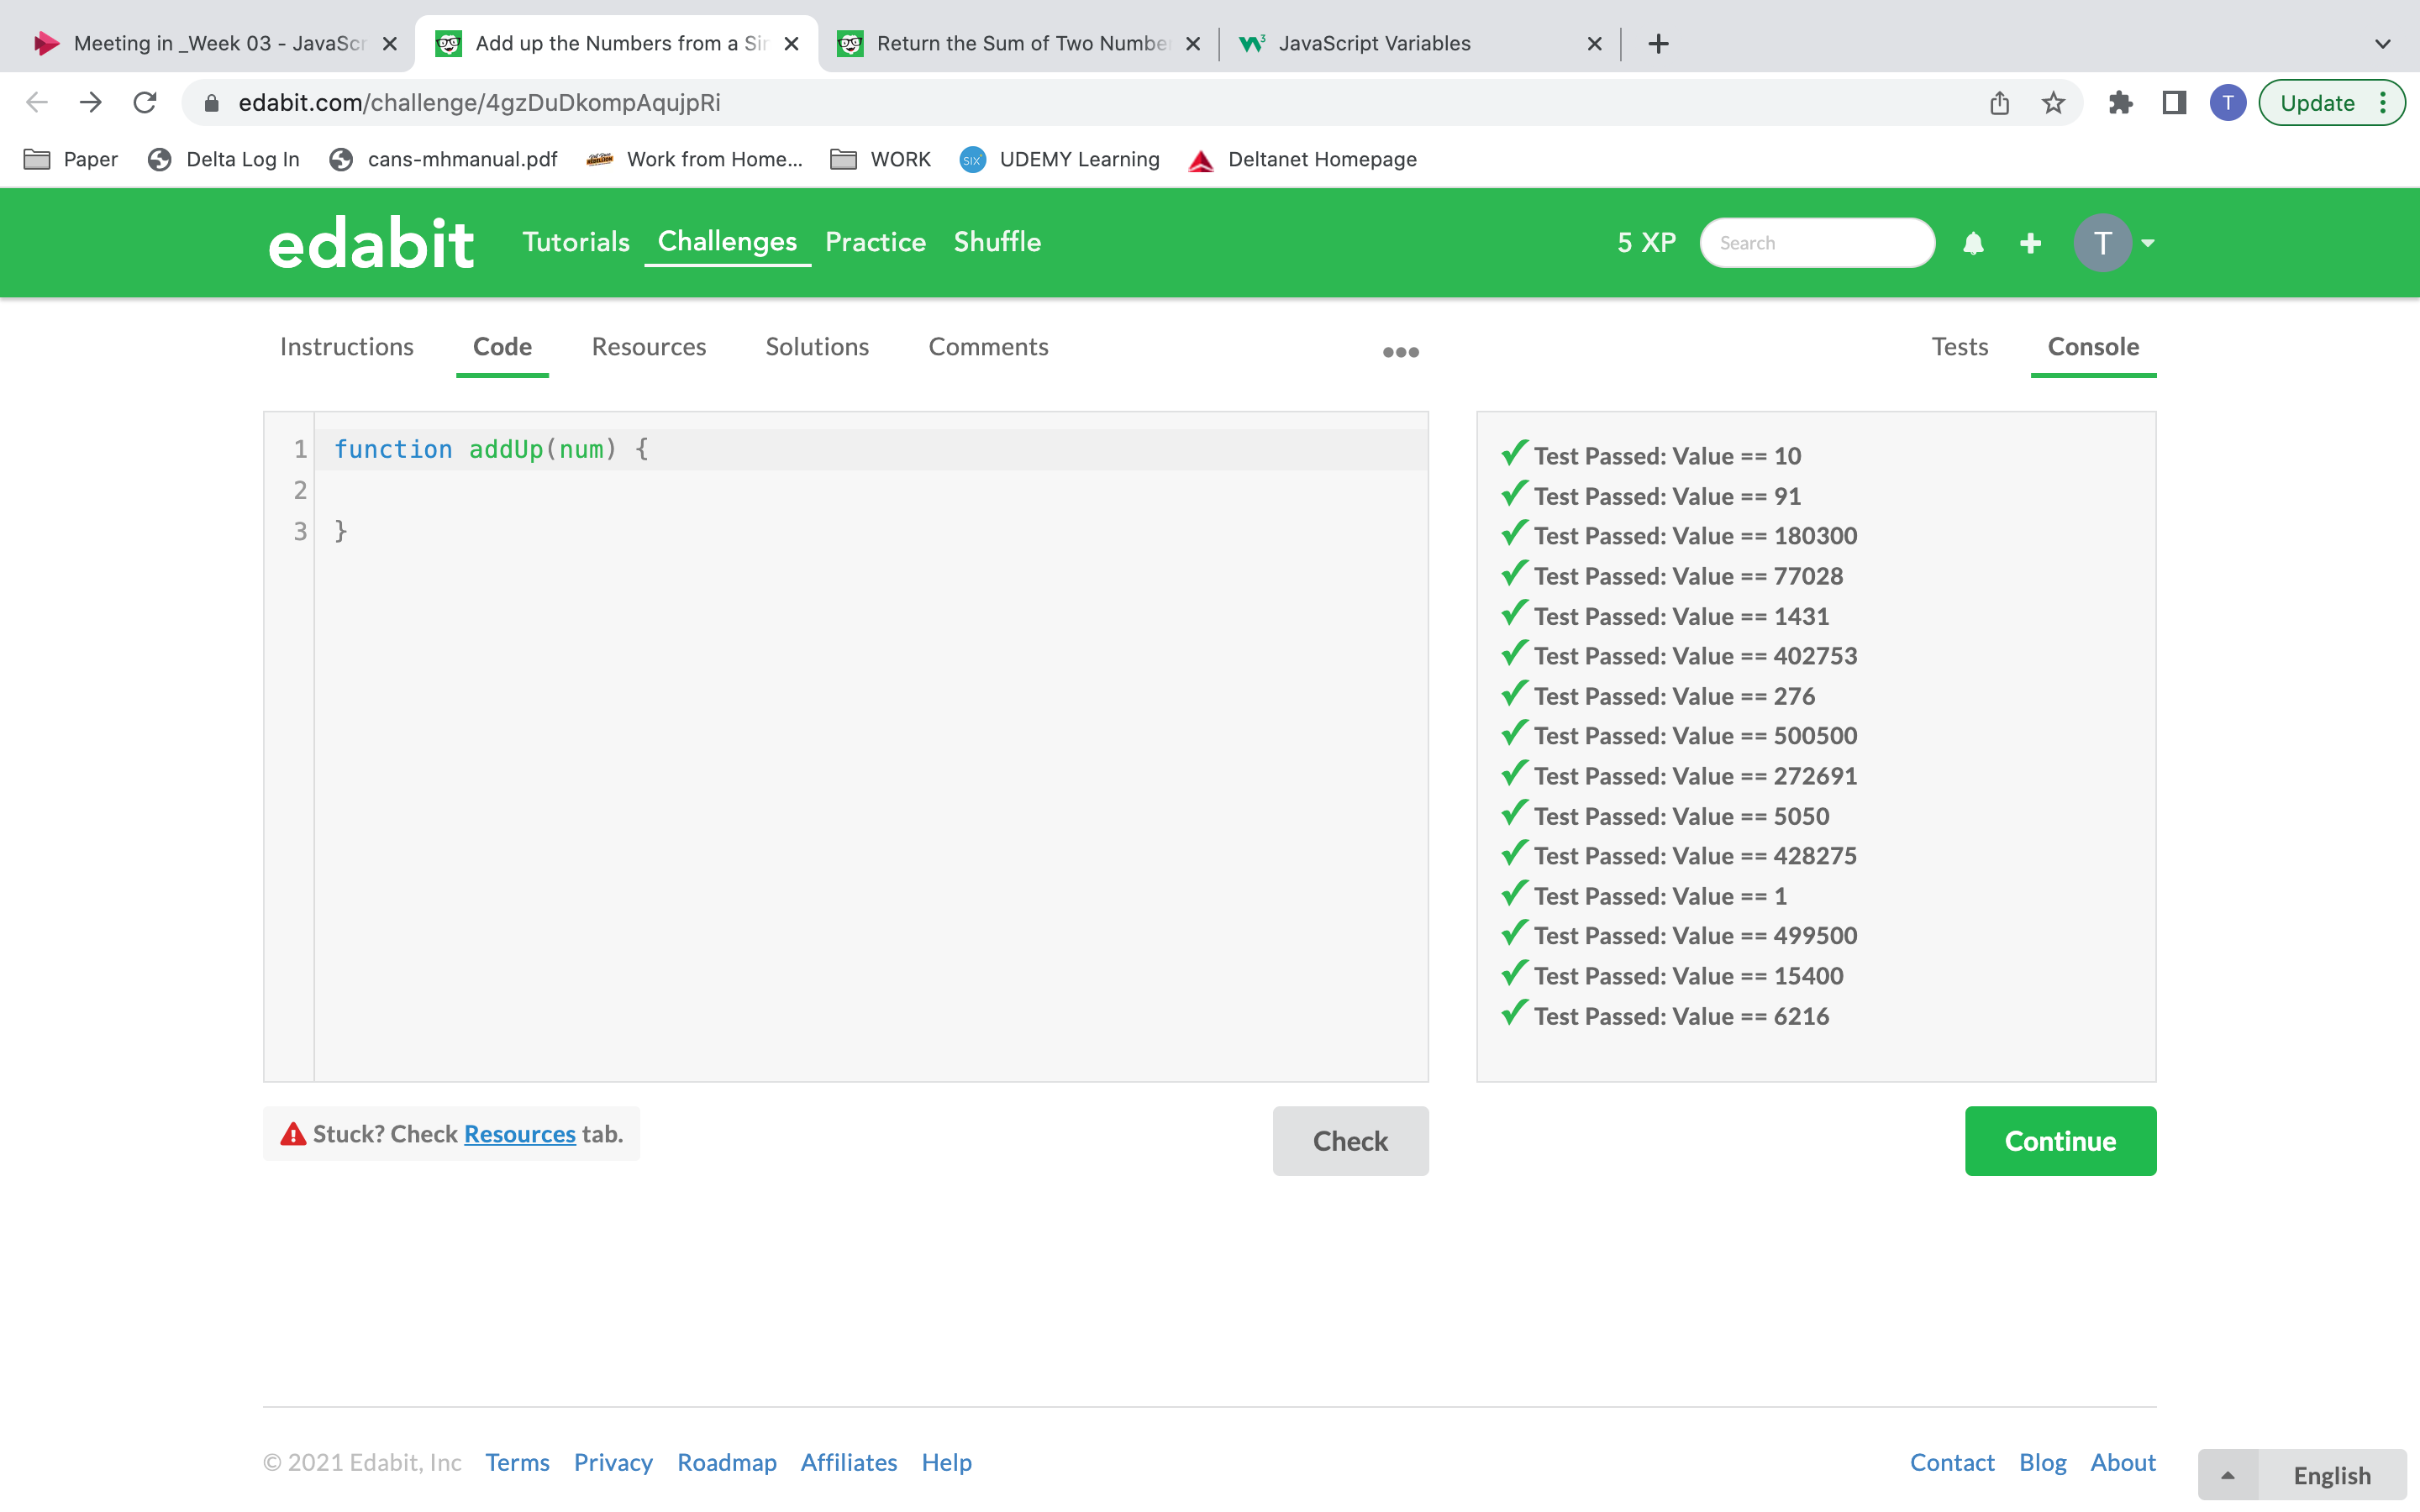 Meeting in _Week 03 - JavaScr
Add up the Numbers from a Sin
Return the Sum of Two Number
JavaScript Variables
edabit.com/challenge/4gzDuDkompAqujpRi
T
Update
Paper
Delta Log In
cans-mhmanual.pdf
Work from Home...
WORK
SIX
UDEMY Learning
Deltanet Homepage
edabit
Tutorials
Challenges
Practice
Shuffle
5 XP
Search
T
Instructions
Code
Resources
Solutions
Comments
Tests
Console
1 function addUp(num) {
2
3 }
Test Passed: Value == 10
Test Passed: Value == 91
Test Passed: Value == 180300
Test Passed: Value == 77028
Test Passed: Value == 1431
Test Passed: Value == 402753
Test Passed: Value == 276
Test Passed: Value == 500500
Test Passed: Value == 272691
Test Passed: Value == 5050
Test Passed: Value == 428275
Test Passed: Value == 1
Test Passed: Value == 499500
Test Passed: Value == 15400
Test Passed: Value == 6216
Stuck? Check Resources tab.
Check
Continue
© 2021 Edabit, Inc Terms Privacy Roadmap Affiliates Help
Contact Blog About
English